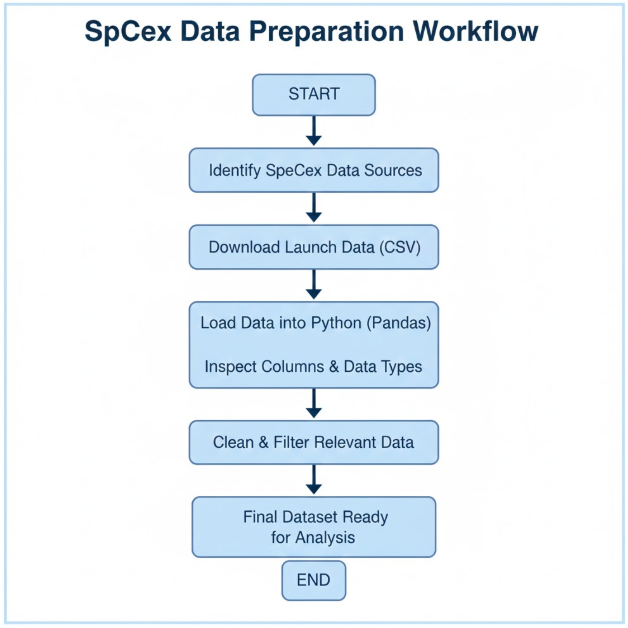 SpCex Data Preparation Workflow
START
Identify SpeCex Data Sources
Download Launch Data (CSV)
Load Data into Python (Pandas)
Inspect Columns & Data Types
Clean & Filter Relevant Data
Final Dataset Ready
for Analysis
END